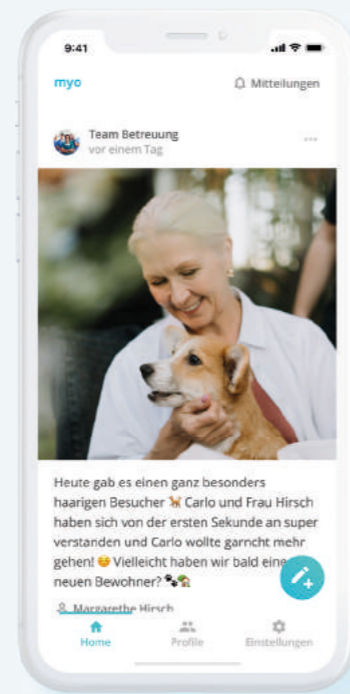 9:41
myo
Mitteilungen
Team Betreuung
vor einem Tag
Heute gab es einen ganz besonders
haarigen Besucher 🐕 Carlo und Frau Hirsch
haben sich von der ersten Sekunde an super
verstanden und Carlo wollte garncht mehr
gehen! 😊 Vielleicht haben wir bald eine
neuen Bewohner? 🐾🏡
Margarethe Hirsch
Home
Profile
Einstellungen